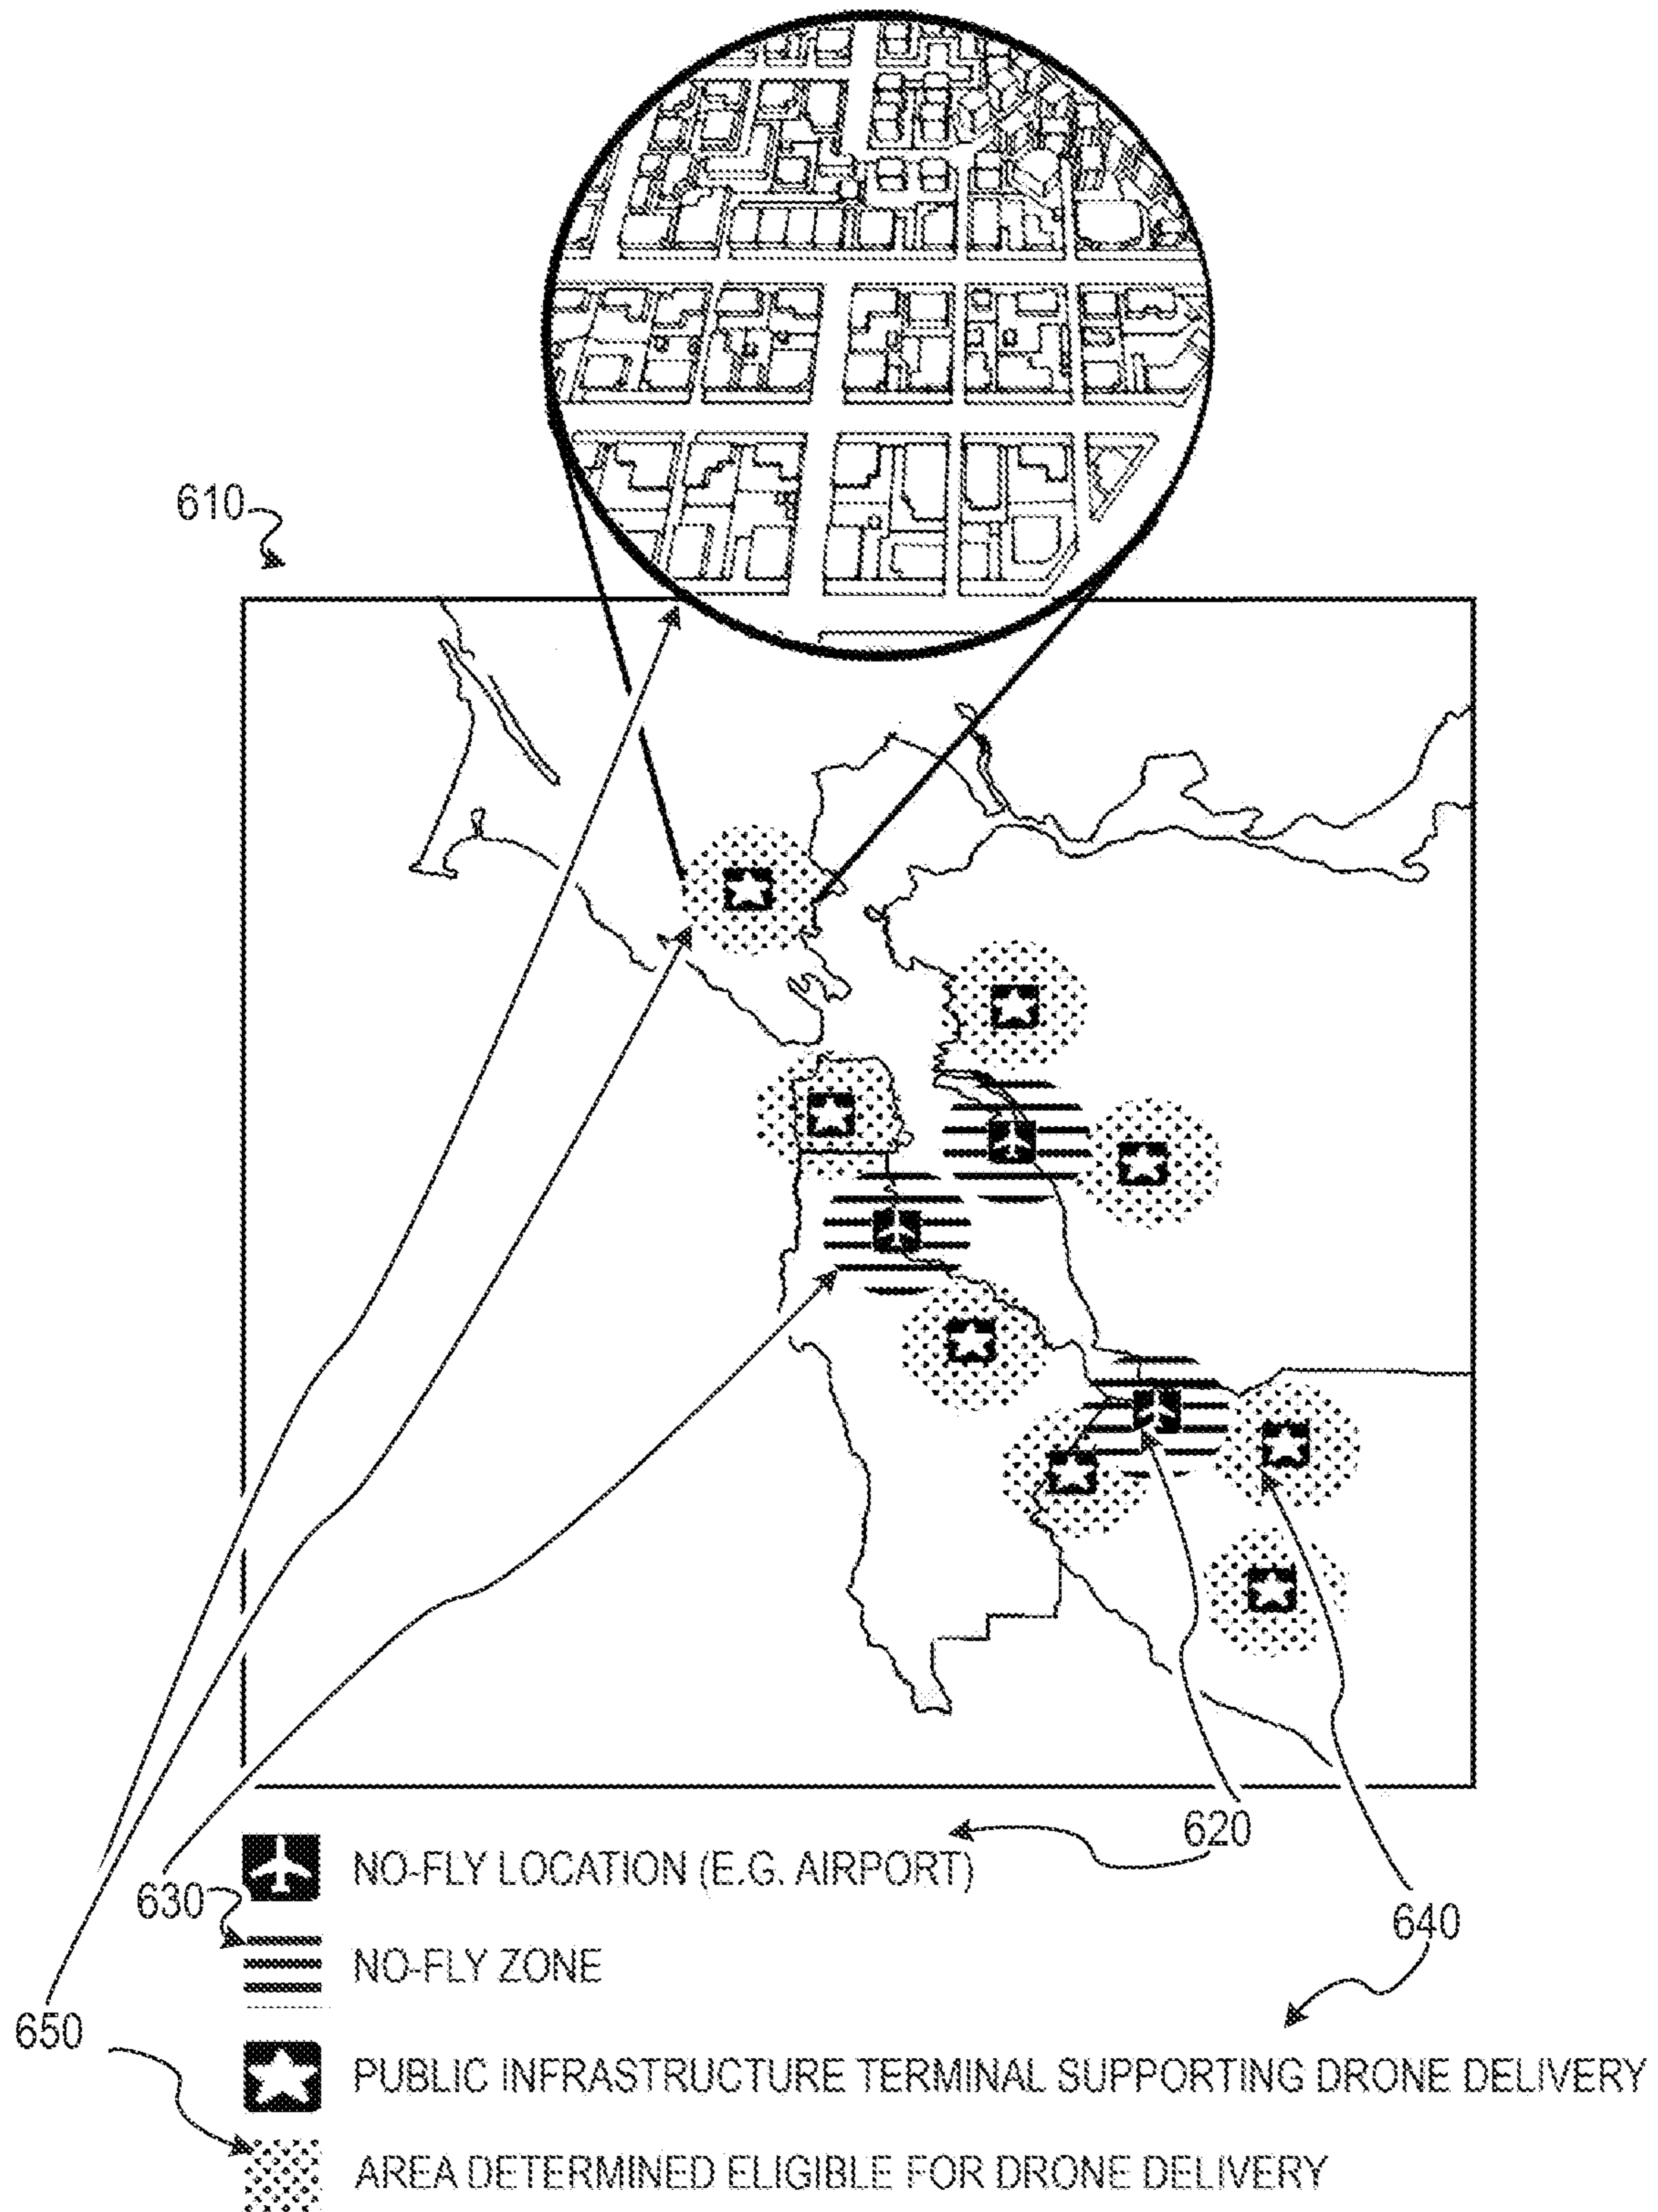 610
620
NO-FLY LOCATION (E.G. AIRPORT)
630
640
NO-FLY ZONE
650
PUBLIC INFRASTRUCTURE TERMINAL SUPPORTING DRONE DELIVERY
AREA DETERMINED ELIGIBLE FOR DRONE DELIVERY